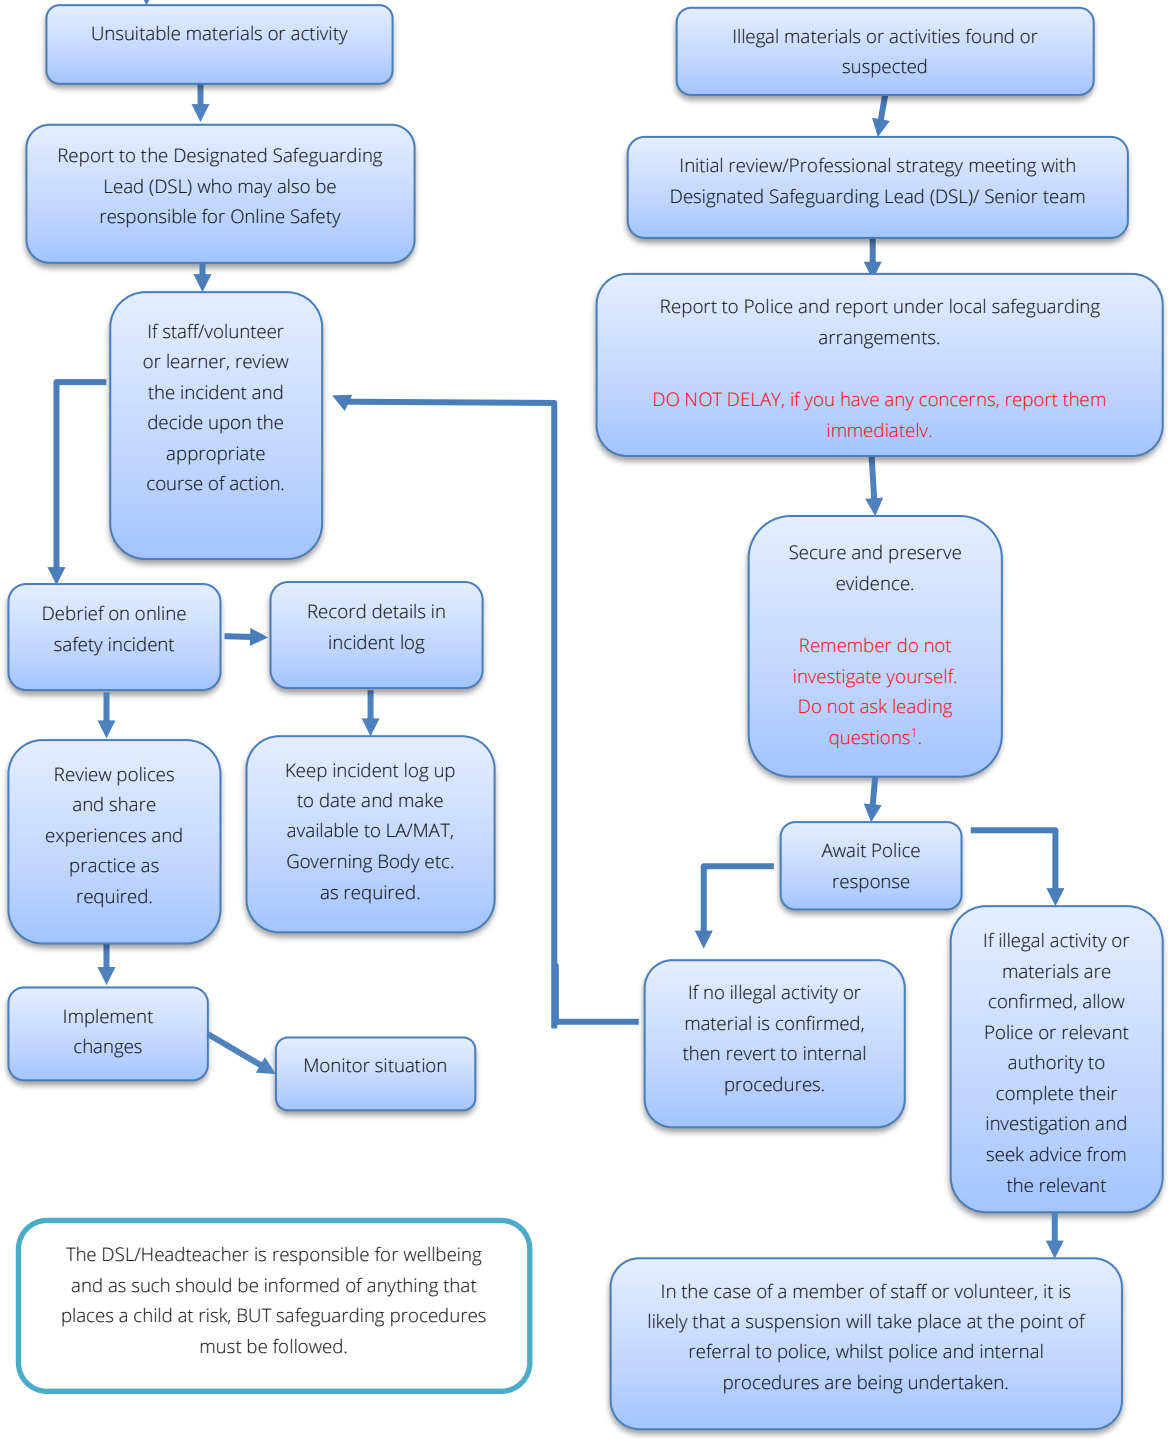 Unsuitable materials or activity
Report to the Designated Safeguarding
Lead (DSL) who may also be
responsible for Online Safety
If staff/volunteer
or learner, review
the incident and
decide upon the
appropriate
course of action.
Debrief on online
safety incident
Record details in
incident log
Review polices
and share
experiences and
practice as
required.
Keep incident log up
to date and make
available to LA/MAT,
Governing Body etc.
as required.
Implement
changes
Monitor situation
The DSL/Headteacher is responsible for wellbeing
and as such should be informed of anything that
places a child at risk, BUT safeguarding procedures
must be followed.
Illegal materials or activities found or
suspected
Initial review/Professional strategy meeting with
Designated Safeguarding Lead (DSL)/ Senior team
Report to Police and report under local safeguarding
arrangements.
DO NOT DELAY, if you have any concerns, report them
immediately.
Secure and preserve
evidence.
Remember do not
investigate yourself.
Do not ask leading
questions¹.
Await Police
response
If no illegal activity or
material is confirmed,
then revert to internal
procedures.
If illegal activity or
materials are
confirmed, allow
Police or relevant
authority to
complete their
investigation and
seek advice from
the relevant
In the case of a member of staff or volunteer, it is
likely that a suspension will take place at the point of
referral to police, whilst police and internal
procedures are being undertaken.